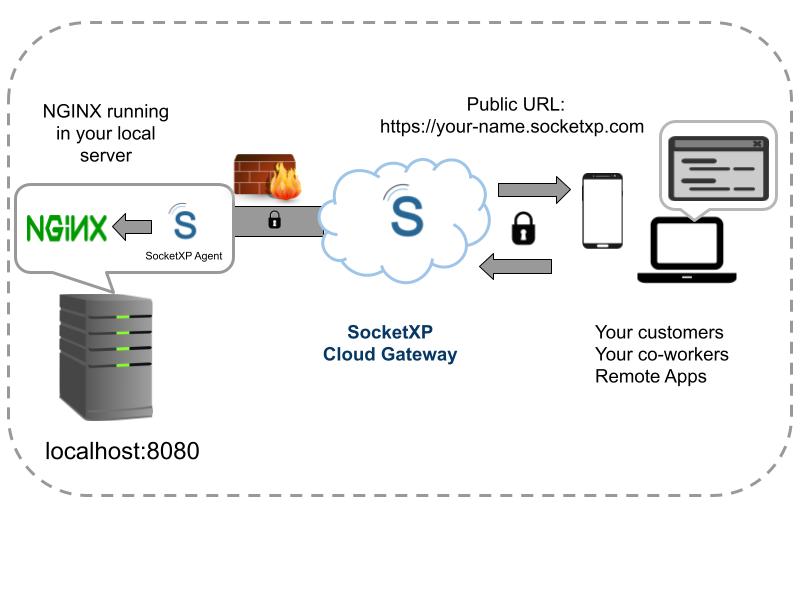 NGINX running
in your local
server
Public URL:
https://your-name.socketxp.com
NGINX
S
SocketXP Agent
S
SocketXP
Cloud Gateway
Your customers
Your co-workers
Remote Apps
localhost:8080